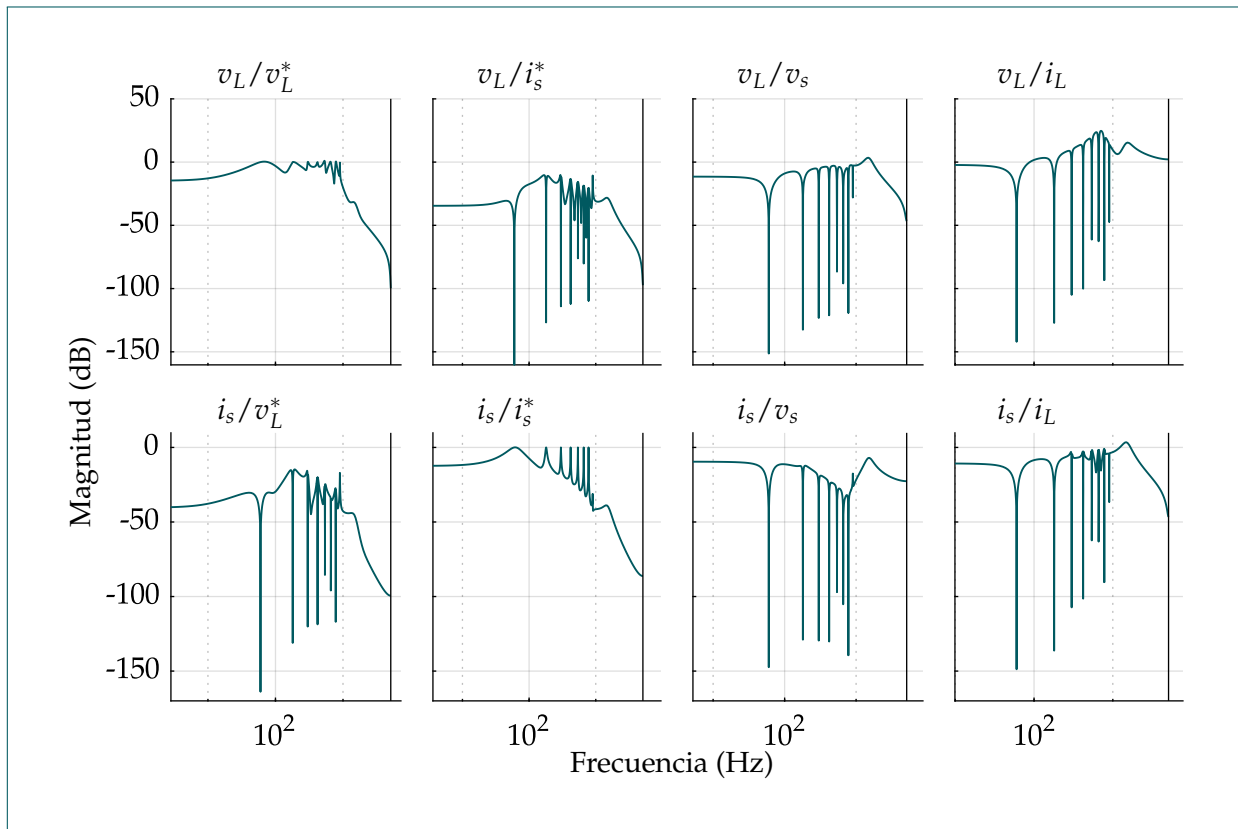 v_L/v_L^* v_L/i_s^* v_L/v_s v_L/i_L
50
0
-50
-100
-150
i_s/v_L^* i_s/i_s^* i_s/v_s i_s/i_L
0
-50
-100
-150
Magnitud (dB)
10^2 10^2 10^2 10^2
Frecuencia (Hz)